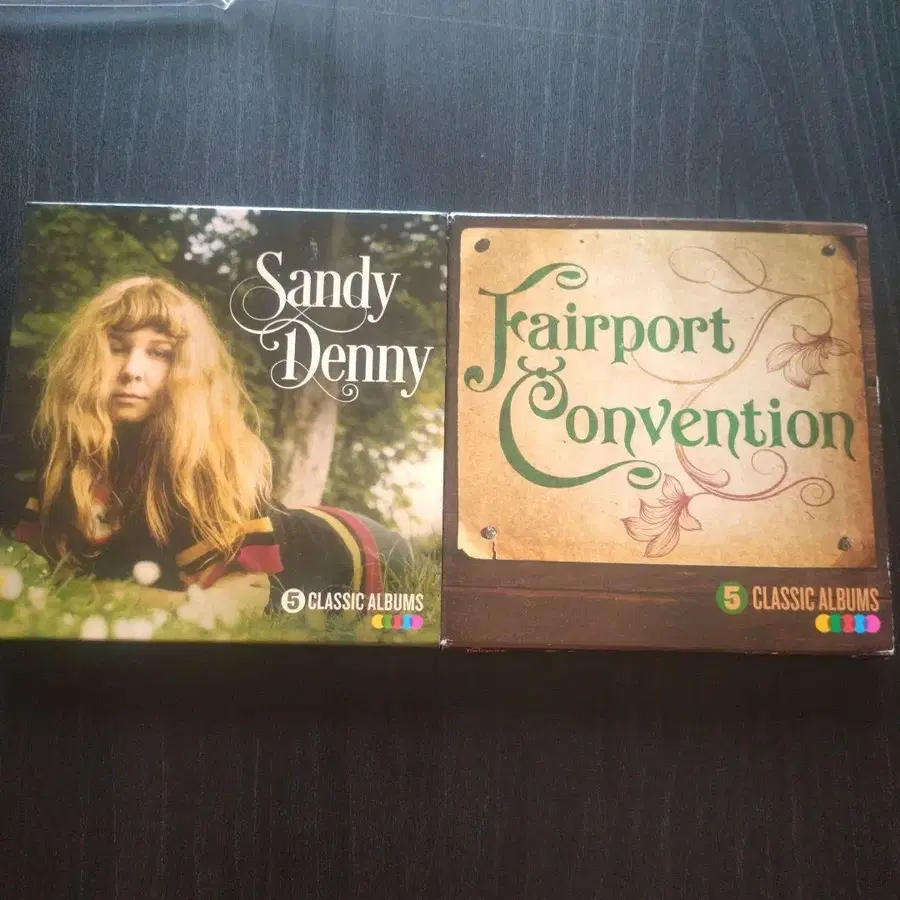 Sandy
Denny
5 CLASSIC ALBUMS
Fairport
Convention
5 CLASSIC ALBUMS